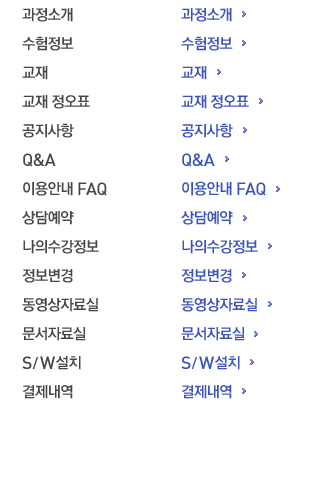 과정소개 과정소개
수험정보 수험정보
교재 교재
교재 정오표 교재 정오표
공지사항 공지사항
Q&A Q&A
이용안내 FAQ 이용안내 FAQ
상담예약 상담예약
나의수강정보 나의수강정보
정보변경 정보변경
동영상자료실 동영상자료실
문서자료실 문서자료실
S/W설치 S/W설치
결제내역 결제내역